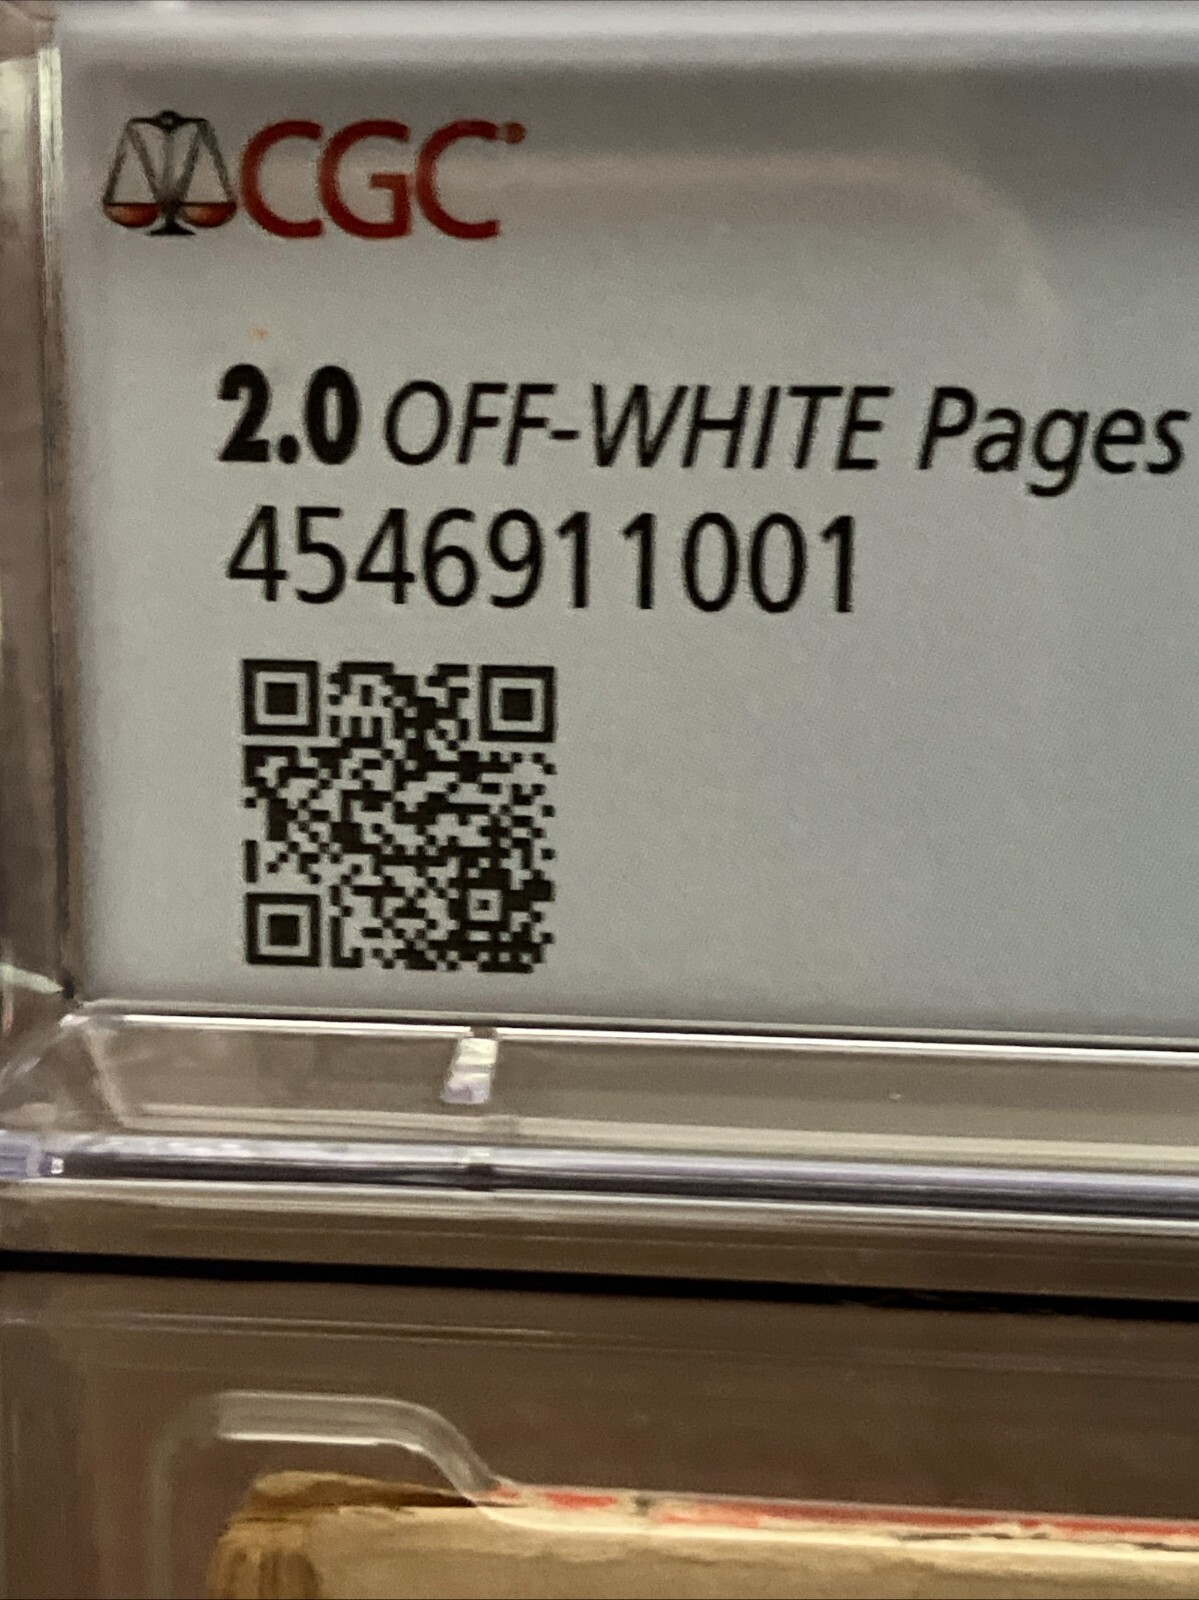 CGC
2.0 OFF-WHITE Pages
4546911001